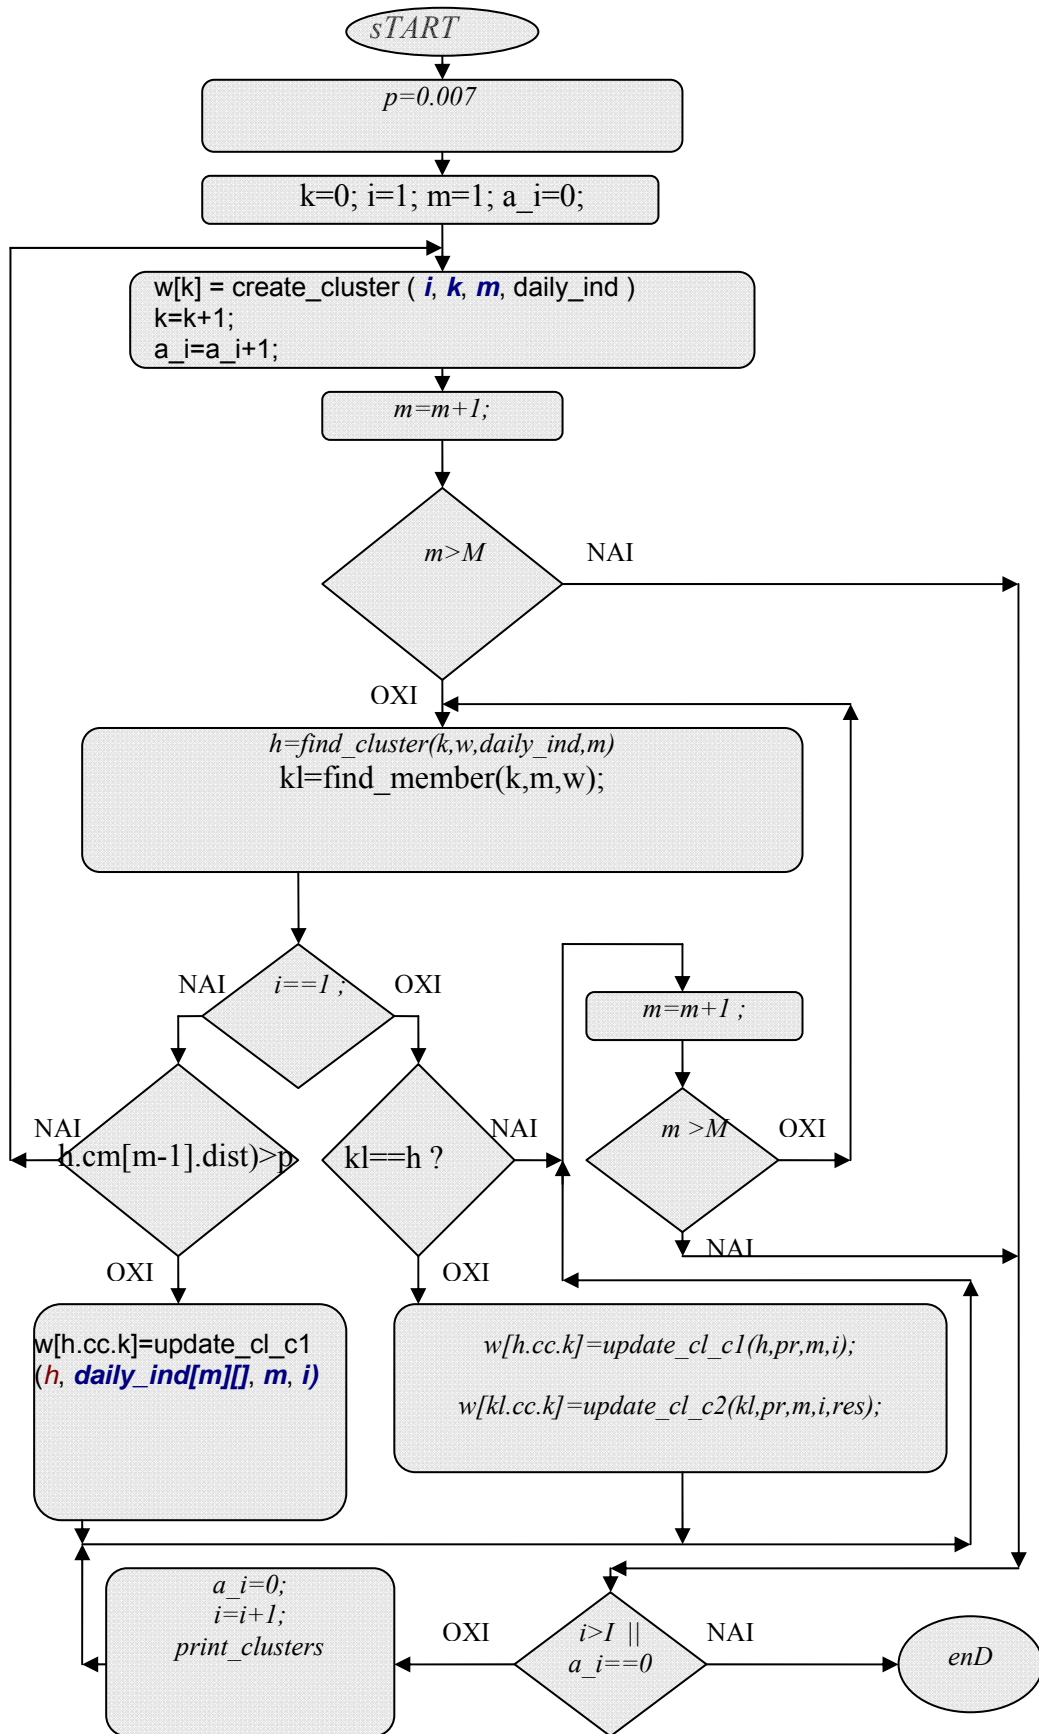 sTART
p=0.007
k=0; i=1; m=1; a_i=0;
w[k] = create_cluster ( i, k, m, daily_ind )
k=k+1;
a_i=a_i+1;
m=m+1;
m>M
NAI
OXI
h=find_cluster(k,w,daily_ind,m)
kl=find_member(k,m,w);
NAI
i==1 ;
OXI
m=m+1 ;
NAI
h.cm[m-1].dist)>p
kl==h ?
NAI
m >M
OXI
NAI
OXI
OXI
w[h.cc.k]=update_cl_c1
(h, daily_ind[m][], m, i)
w[h.cc.k]=update_cl_c1(h,pr,m,i);
w[kl.cc.k]=update_cl_c2(kl,pr,m,i,res);
a_i=0;
i=i+1;
print_clusters
OXI
i>I ||
a_i==0
NAI
enD